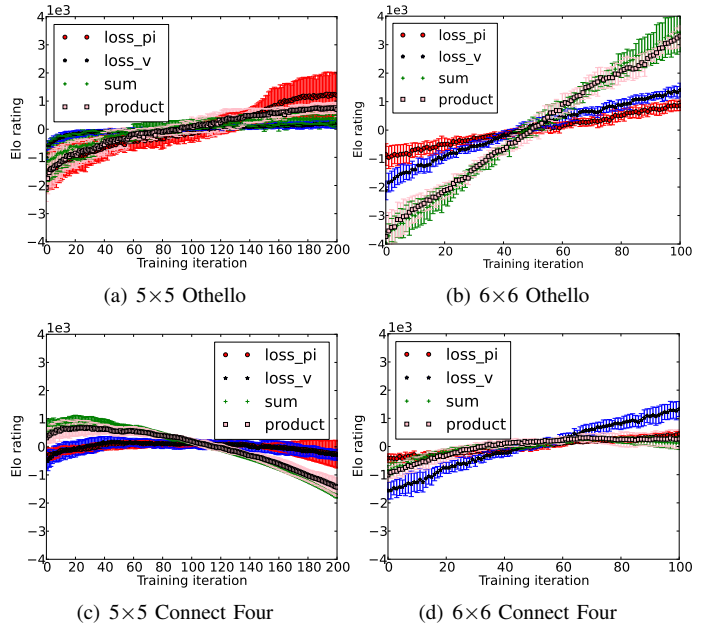 1e3
loss_pi
loss_v
sum
product
Elo rating
4
3
2
1
0
−1
−2
−3
−4
0 20 40 60 80 100 120 140 160 180 200
Training iteration
(a) 5×5 Othello
1e3
loss_pi
loss_v
sum
product
Elo rating
4
3
2
1
0
−1
−2
−3
−4
0 20 40 60 80 100
Training iteration
(b) 6×6 Othello
1e3
loss_pi
loss_v
sum
product
Elo rating
4
3
2
1
0
−1
−2
−3
−4
0 20 40 60 80 100 120 140 160 180 200
Training iteration
(c) 5×5 Connect Four
1e3
loss_pi
loss_v
sum
product
Elo rating
4
3
2
1
0
−1
−2
−3
−4
0 20 40 60 80 100
Training iteration
(d) 6×6 Connect Four